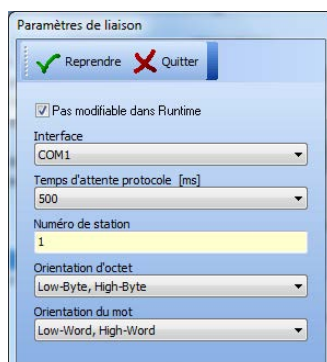 Paramètres de liaison
Reprendre Quitter
Pas modifiable dans Runtime
Interface
COM1
Temps d'attente protocole [ms]
500
Numéro de station
1
Orientation d'octet
Low-Byte, High-Byte
Orientation du mot
Low-Word, High-Word